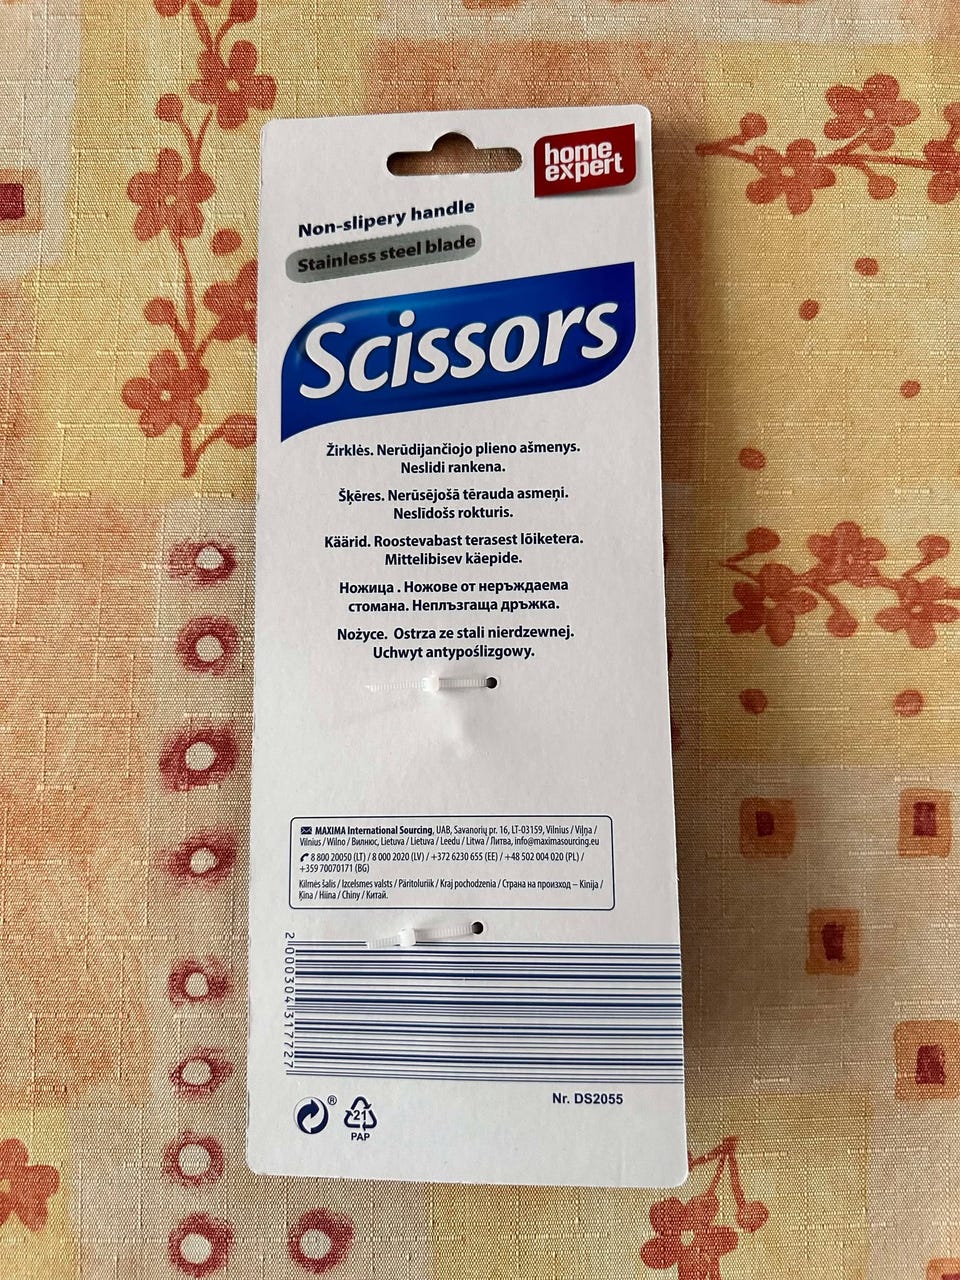 home
expert
Non-slipery handle
Stainless steel blade
Scissors
Žirklės. Nerūdijančiojo plieno ašmenys.
Neslidi rankena.
Šķēres. Nerūsējošā tērauda asmeņi.
Neslīdošs rokturis.
Käärid. Roostevabast terasest lõiketera.
Mittelibisev käepide.
Ножица . Ножове от неръждаема
стомана. Неплъзгаща дръжка.
Nożyce. Ostrza ze stali nierdzewnej.
Uchwyt antypoślizgowy.
MAXIMA International Sourcing, UAB, Savanorių pr. 16, LT-03159, Vilnius / Viļņa /
Vilnius / Wilno / Вилнюс, Lietuva / Lietuva / Leedu / Litwa / Литва, info@maximasourcing.eu
8 800 20050 (LT) / 8 000 2020 (LV) / +372 6230 655 (EE) / +48 502 004 020 (PL) /
+359 70070171 (BG)
Kilmės šalis / Izcelsmes valsts / Päritoluriik / Kraj pochodzenia / Страна на произход – Kinija /
Ķīna / Hiina / Chiny / Китай.
2 000304 317727
Nr. DS2055
®
21
PAP